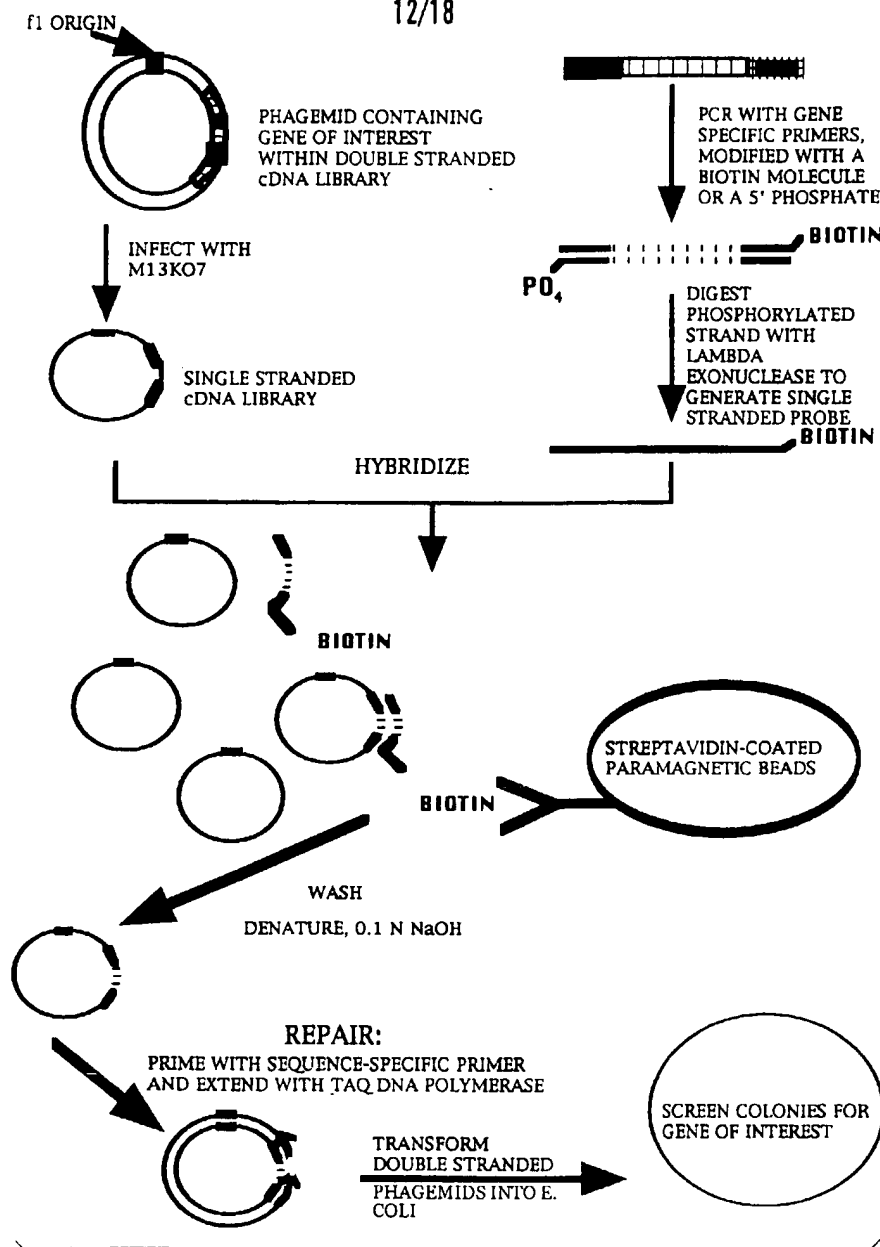 12/18
f1 ORIGIN
PHAGEMID CONTAINING
GENE OF INTEREST
WITHIN DOUBLE STRANDED
cDNA LIBRARY
PCR WITH GENE
SPECIFIC PRIMERS,
MODIFIED WITH A
BIOTIN MOLECULE
OR A 5' PHOSPHATE
INFECT WITH
M13KO7
BIOTIN
PO4
DIGEST
PHOSPHORYLATED
STRAND WITH
LAMBDA
EXONUCLEASE TO
GENERATE SINGLE
STRANDED PROBE
SINGLE STRANDED
cDNA LIBRARY
BIOTIN
HYBRIDIZE
BIOTIN
STREPTAVIDIN-COATED
PARAMAGNETIC BEADS
BIOTIN
WASH
DENATURE, 0.1 N NaOH
REPAIR:
PRIME WITH SEQUENCE-SPECIFIC PRIMER
AND EXTEND WITH TAQ DNA POLYMERASE
SCREEN COLONIES FOR
GENE OF INTEREST
TRANSFORM
DOUBLE STRANDED
PHAGEMIDS INTO E.
COLI